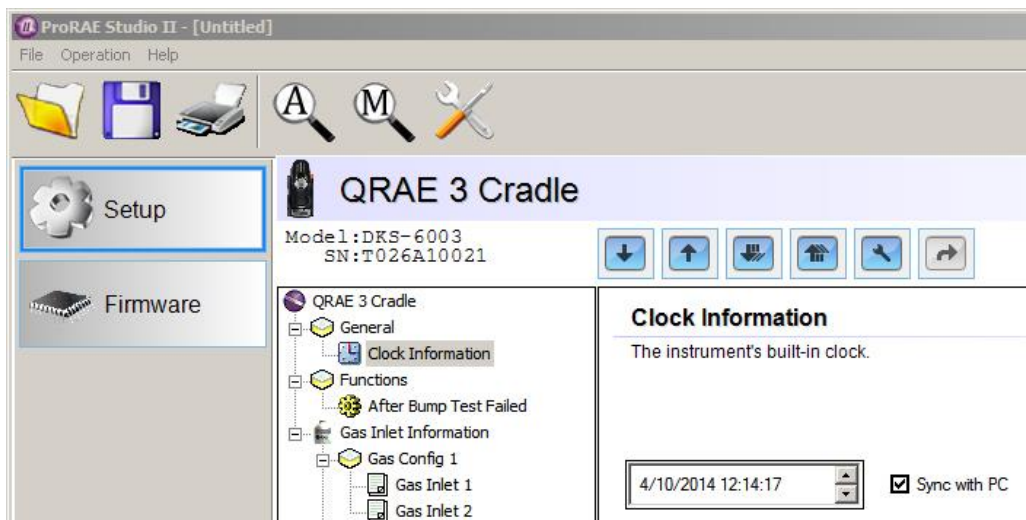 ProRAE Studio II - [Untitled]
File Operation Help
A M
Setup
Firmware
QRAE 3 Cradle
Model:DKS-6003
SN:T026A10021
QRAE 3 Cradle
General
Clock Information
Functions
After Bump Test Failed
Gas Inlet Information
Gas Config 1
Gas Inlet 1
Gas Inlet 2
Clock Information
The instrument's built-in clock.
4/10/2014 12:14:17
Sync with PC